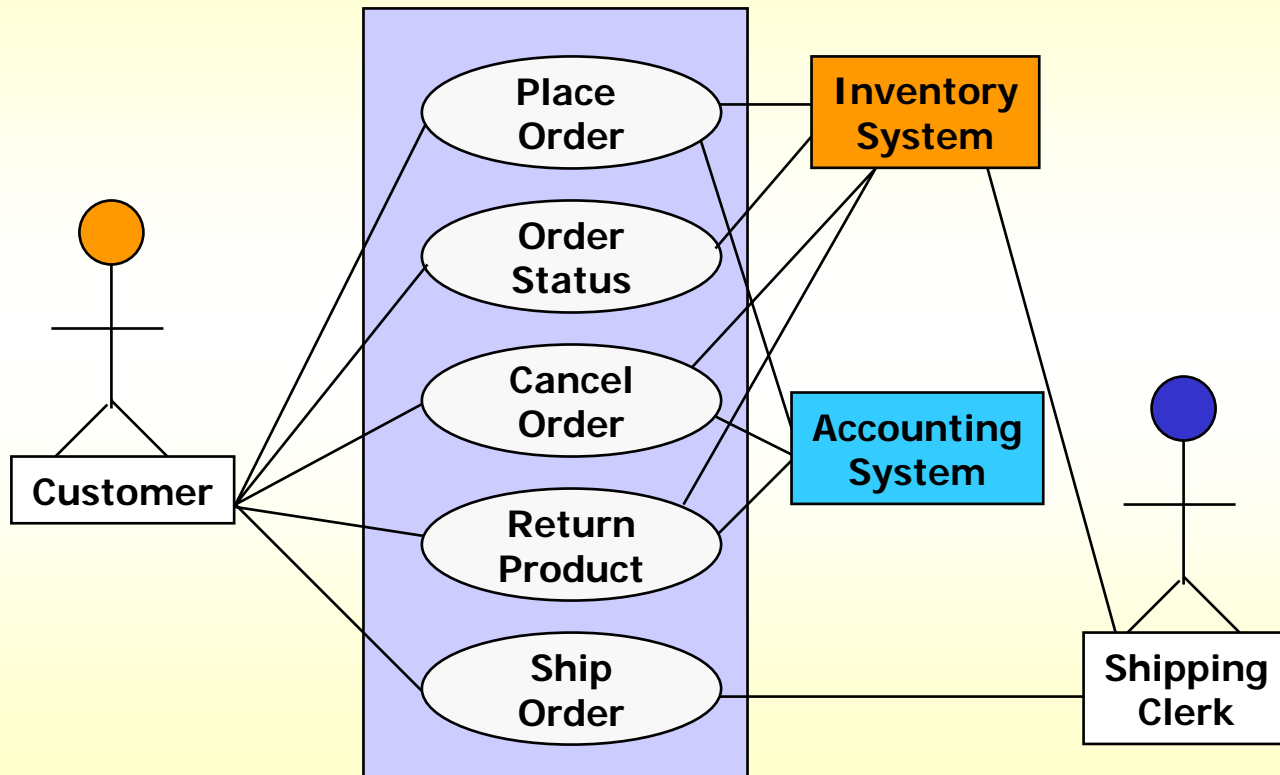 Place
Order
Inventory
System
Order
Status
Cancel
Order
Accounting
System
Customer
Return
Product
Ship
Order
Shipping
Clerk